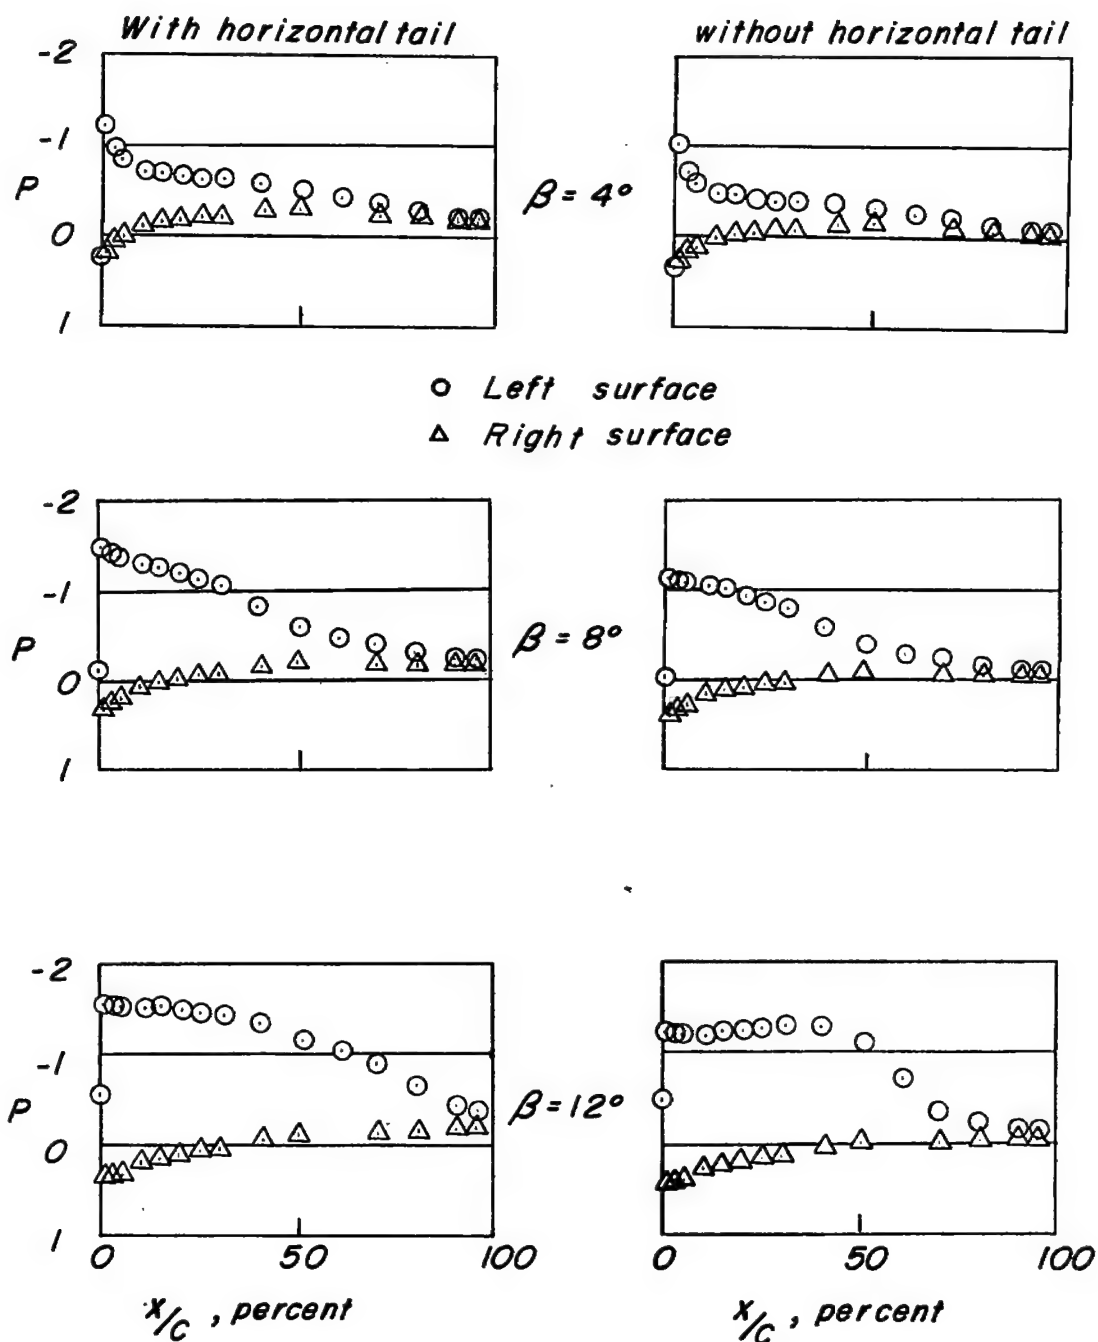 With horizontal tail
without horizontal tail
-2
-1
P
0
1
β = 4°
○ Left surface
△ Right surface
-2
-1
P
0
1
β = 8°
-2
-1
P
0
1
β = 12°
0 50 100
0 50 100
x/c , percent
x/c , percent